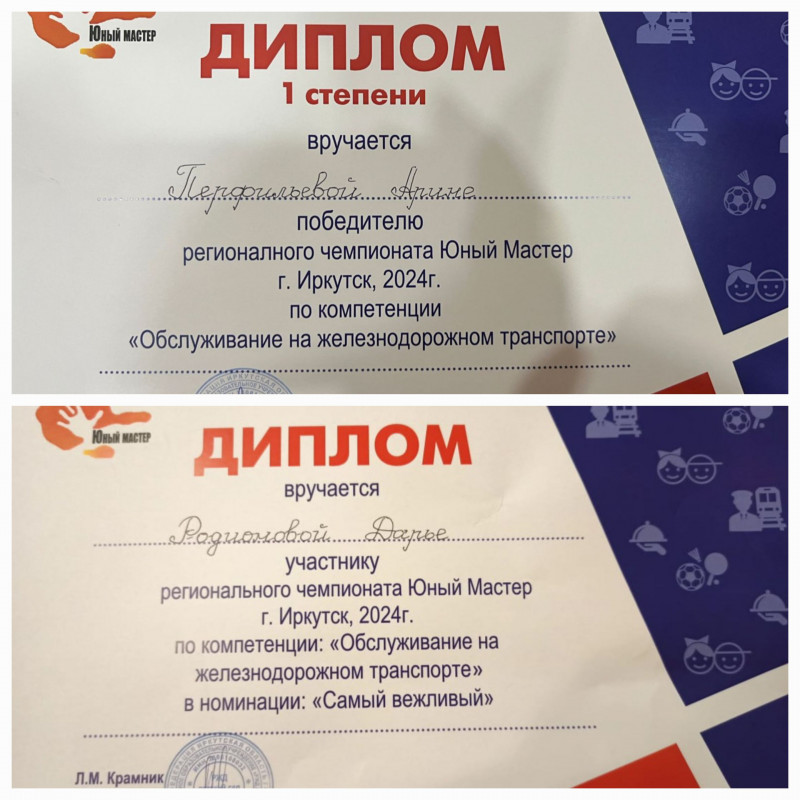 Юный мастер
ДИПЛОМ
1 степени
вручается
Перфильевой Арине
победителю
регионалного чемпионата Юный Мастер
г. Иркутск, 2024г.
по компетенции
«Обслуживание на железнодорожном транспорте»
Юный мастер
ДИПЛОМ
вручается
Родионовой Дарье
участнику
регионального чемпионата Юный Мастер
г. Иркутск, 2024г.
по компетенции: «Обслуживание на
железнодорожном транспорте»
в номинации: «Самый вежливый»
Л.М. Крамник